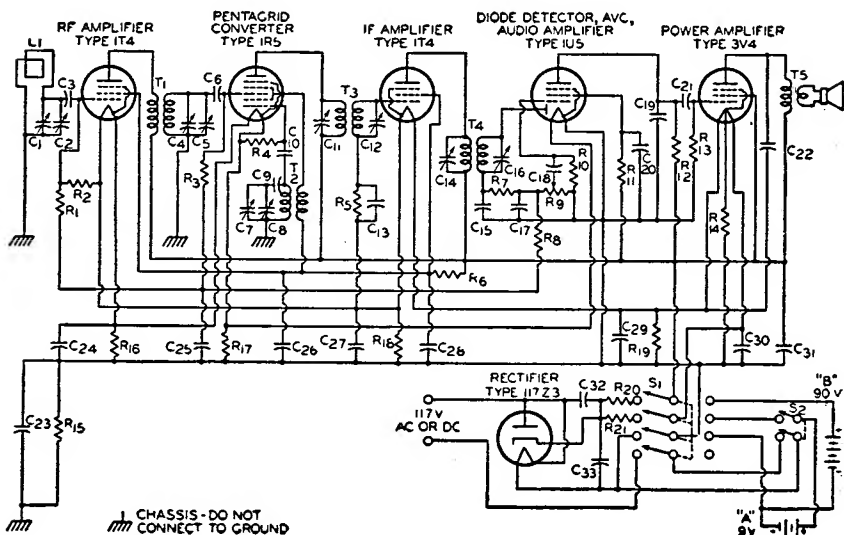 RF AMPLIFIER
TYPE 1T4
PENTAGRID
CONVERTER
TYPE 1R5
IF AMPLIFIER
TYPE 1T4
DIODE DETECTOR, AVC,
AUDIO AMPLIFIER
TYPE 1U5
POWER AMPLIFIER
TYPE 3V4
L1
C3
C1
C2
R2
R1
T1
C4
C5
C6
R3
R4
C10
C9
T2
C7
C8
T3
C11
C12
R5
C13
T4
C14
C16
R7
C15
C17
C18
R10
R9
R8
R6
R11
C20
C19
C21
R12
R13
R14
C22
T5
C24
R16
C25
R17
C26
C27
R18
C28
C29
R19
C30
C31
C23
R15
117V
AC OR DC
RECTIFIER
TYPE 117Z3
C32
R20
R21
C33
S1
S2
"B"
90 V
"A"
9V
CHASSIS - DO NOT
CONNECT TO GROUND